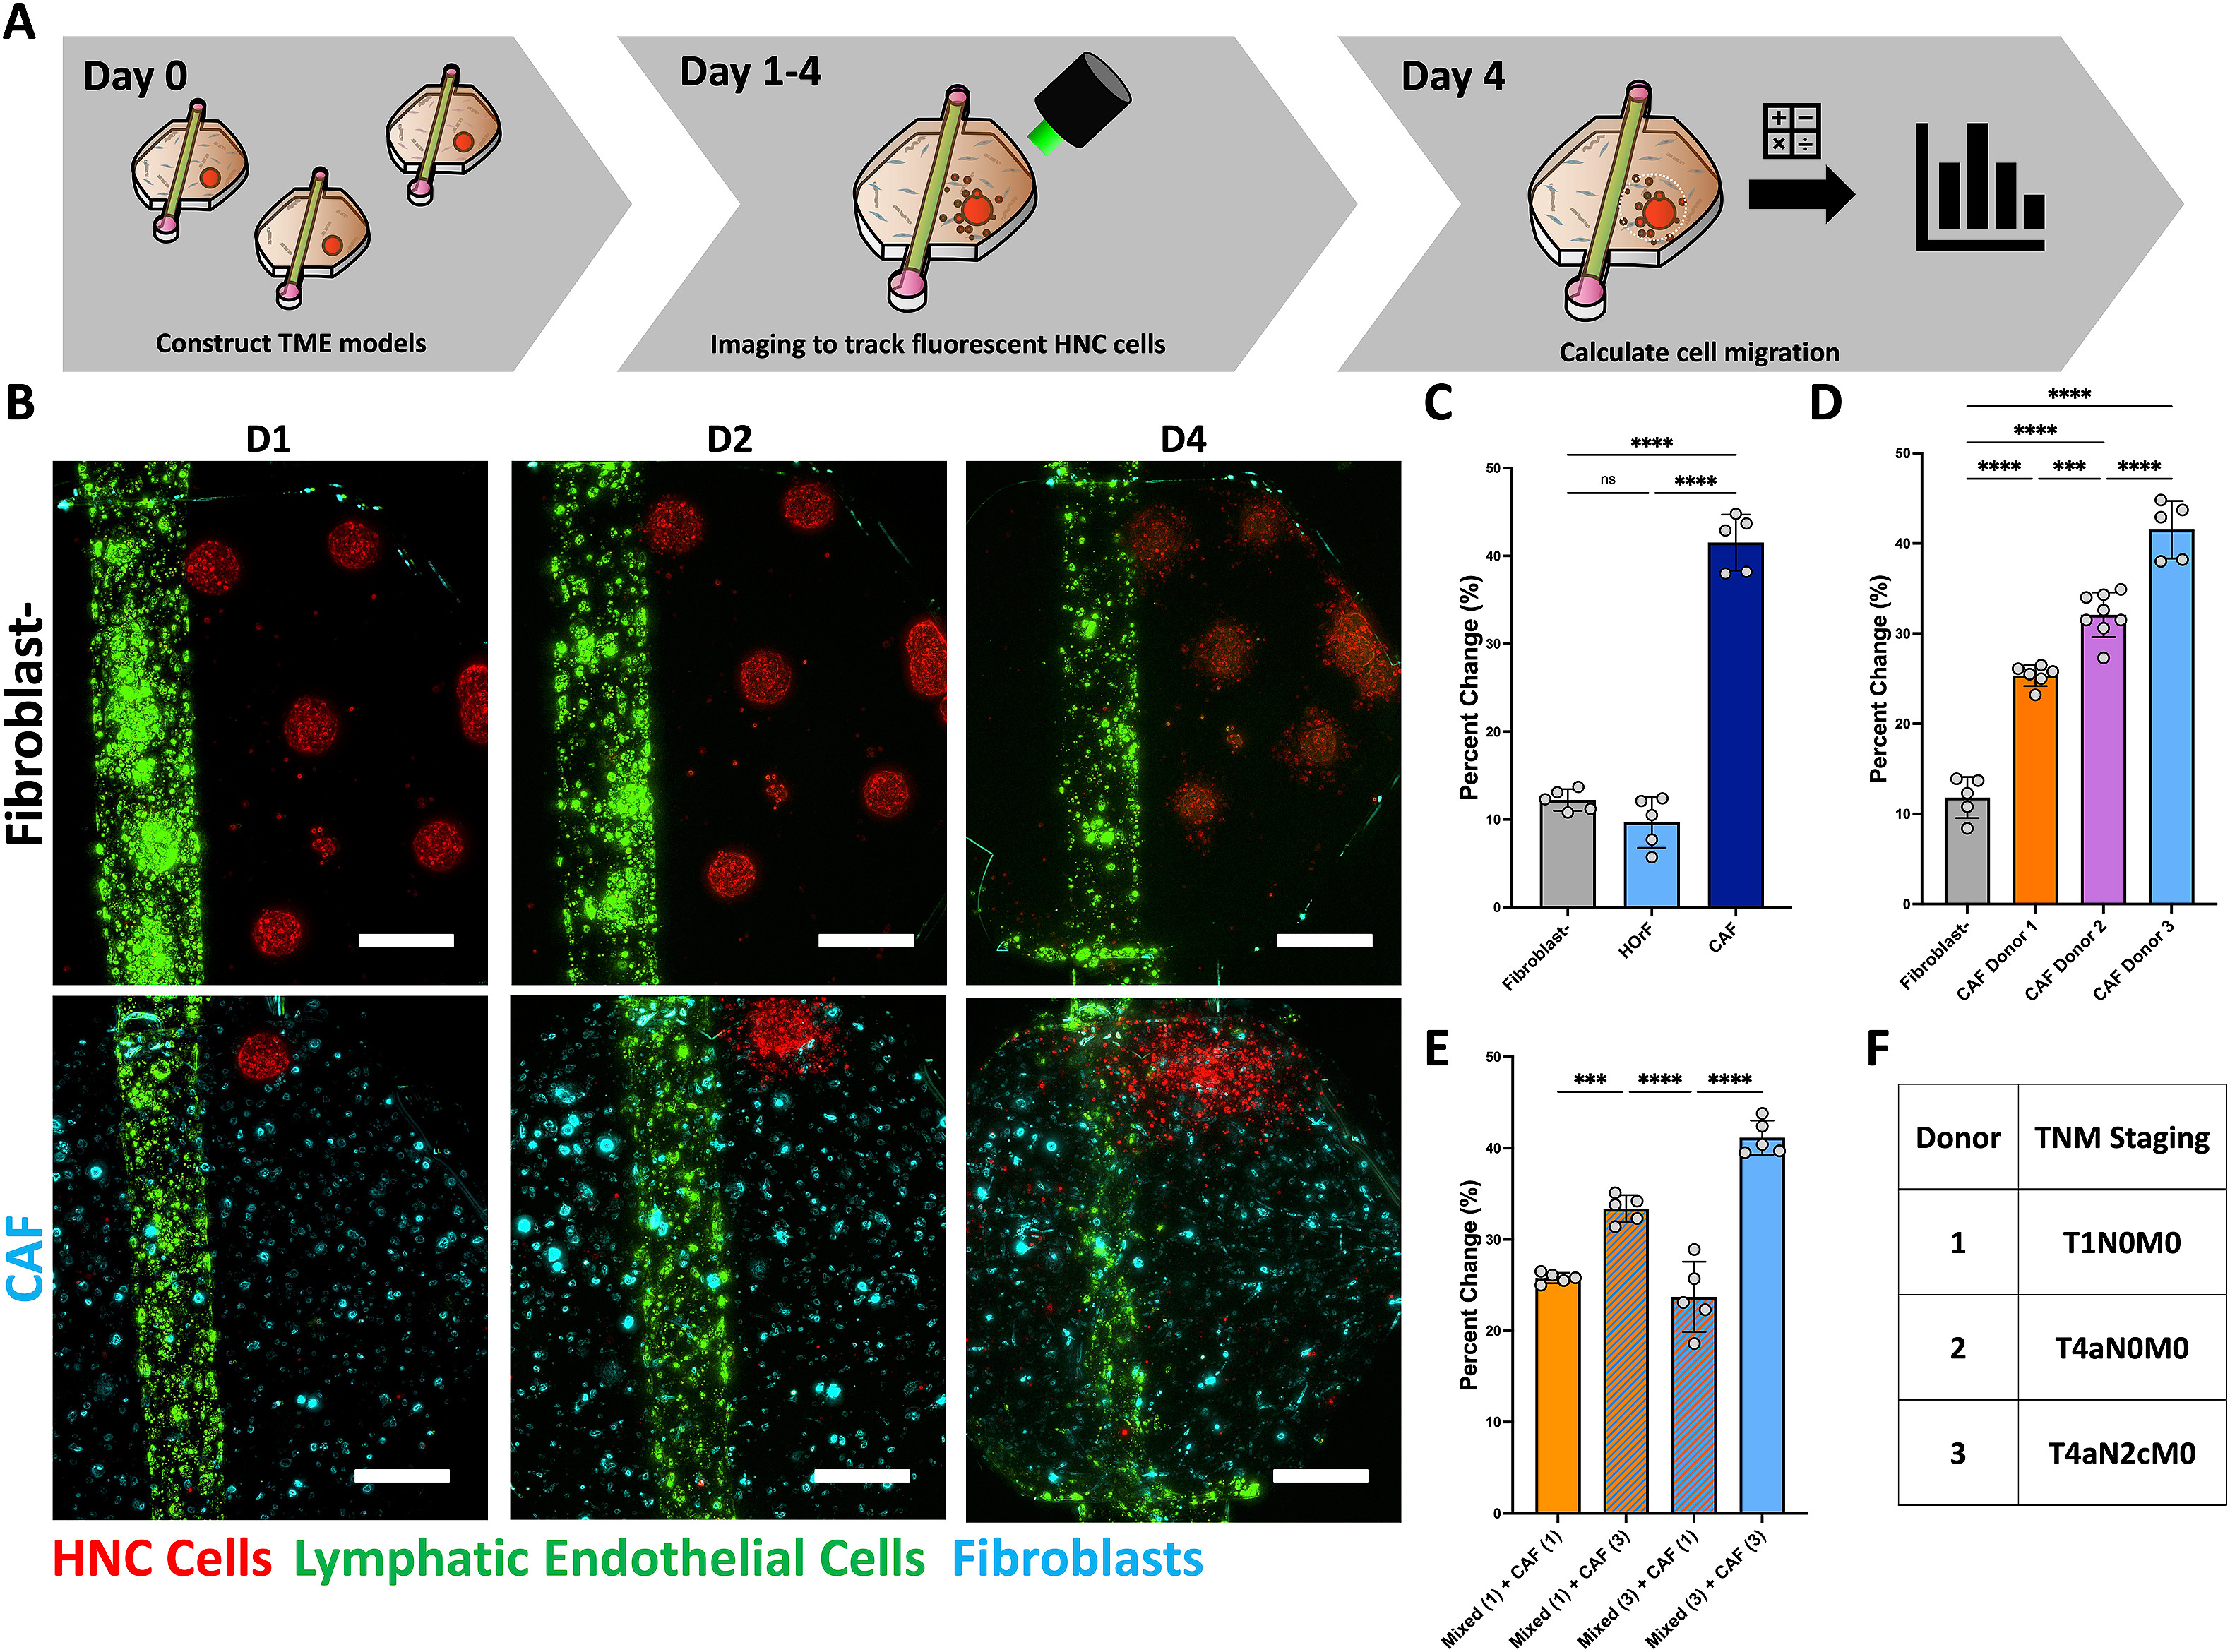 A
Day 0
Construct TME models
Day 1-4
Imaging to track fluorescent HNC cells
Day 4
+ −
× ÷
Calculate cell migration
B
D1 D2 D4
Fibroblast-
CAF
HNC Cells Lymphatic Endothelial Cells Fibroblasts
C
****
ns ****
Percent Change (%)
50
40
30
20
10
0
Fibroblast-
HOrF
CAF
D
****
****
**** *** ****
Percent Change (%)
50
40
30
20
10
0
Fibroblast-
CAF Donor 1
CAF Donor 2
CAF Donor 3
E
*** **** ****
Percent Change (%)
50
40
30
20
10
0
Mixed (1) + CAF (1)
Mixed (1) + CAF (3)
Mixed (3) + CAF (1)
Mixed (3) + CAF (3)
F
Donor TNM Staging
1 T1N0M0
2 T4aN0M0
3 T4aN2cM0